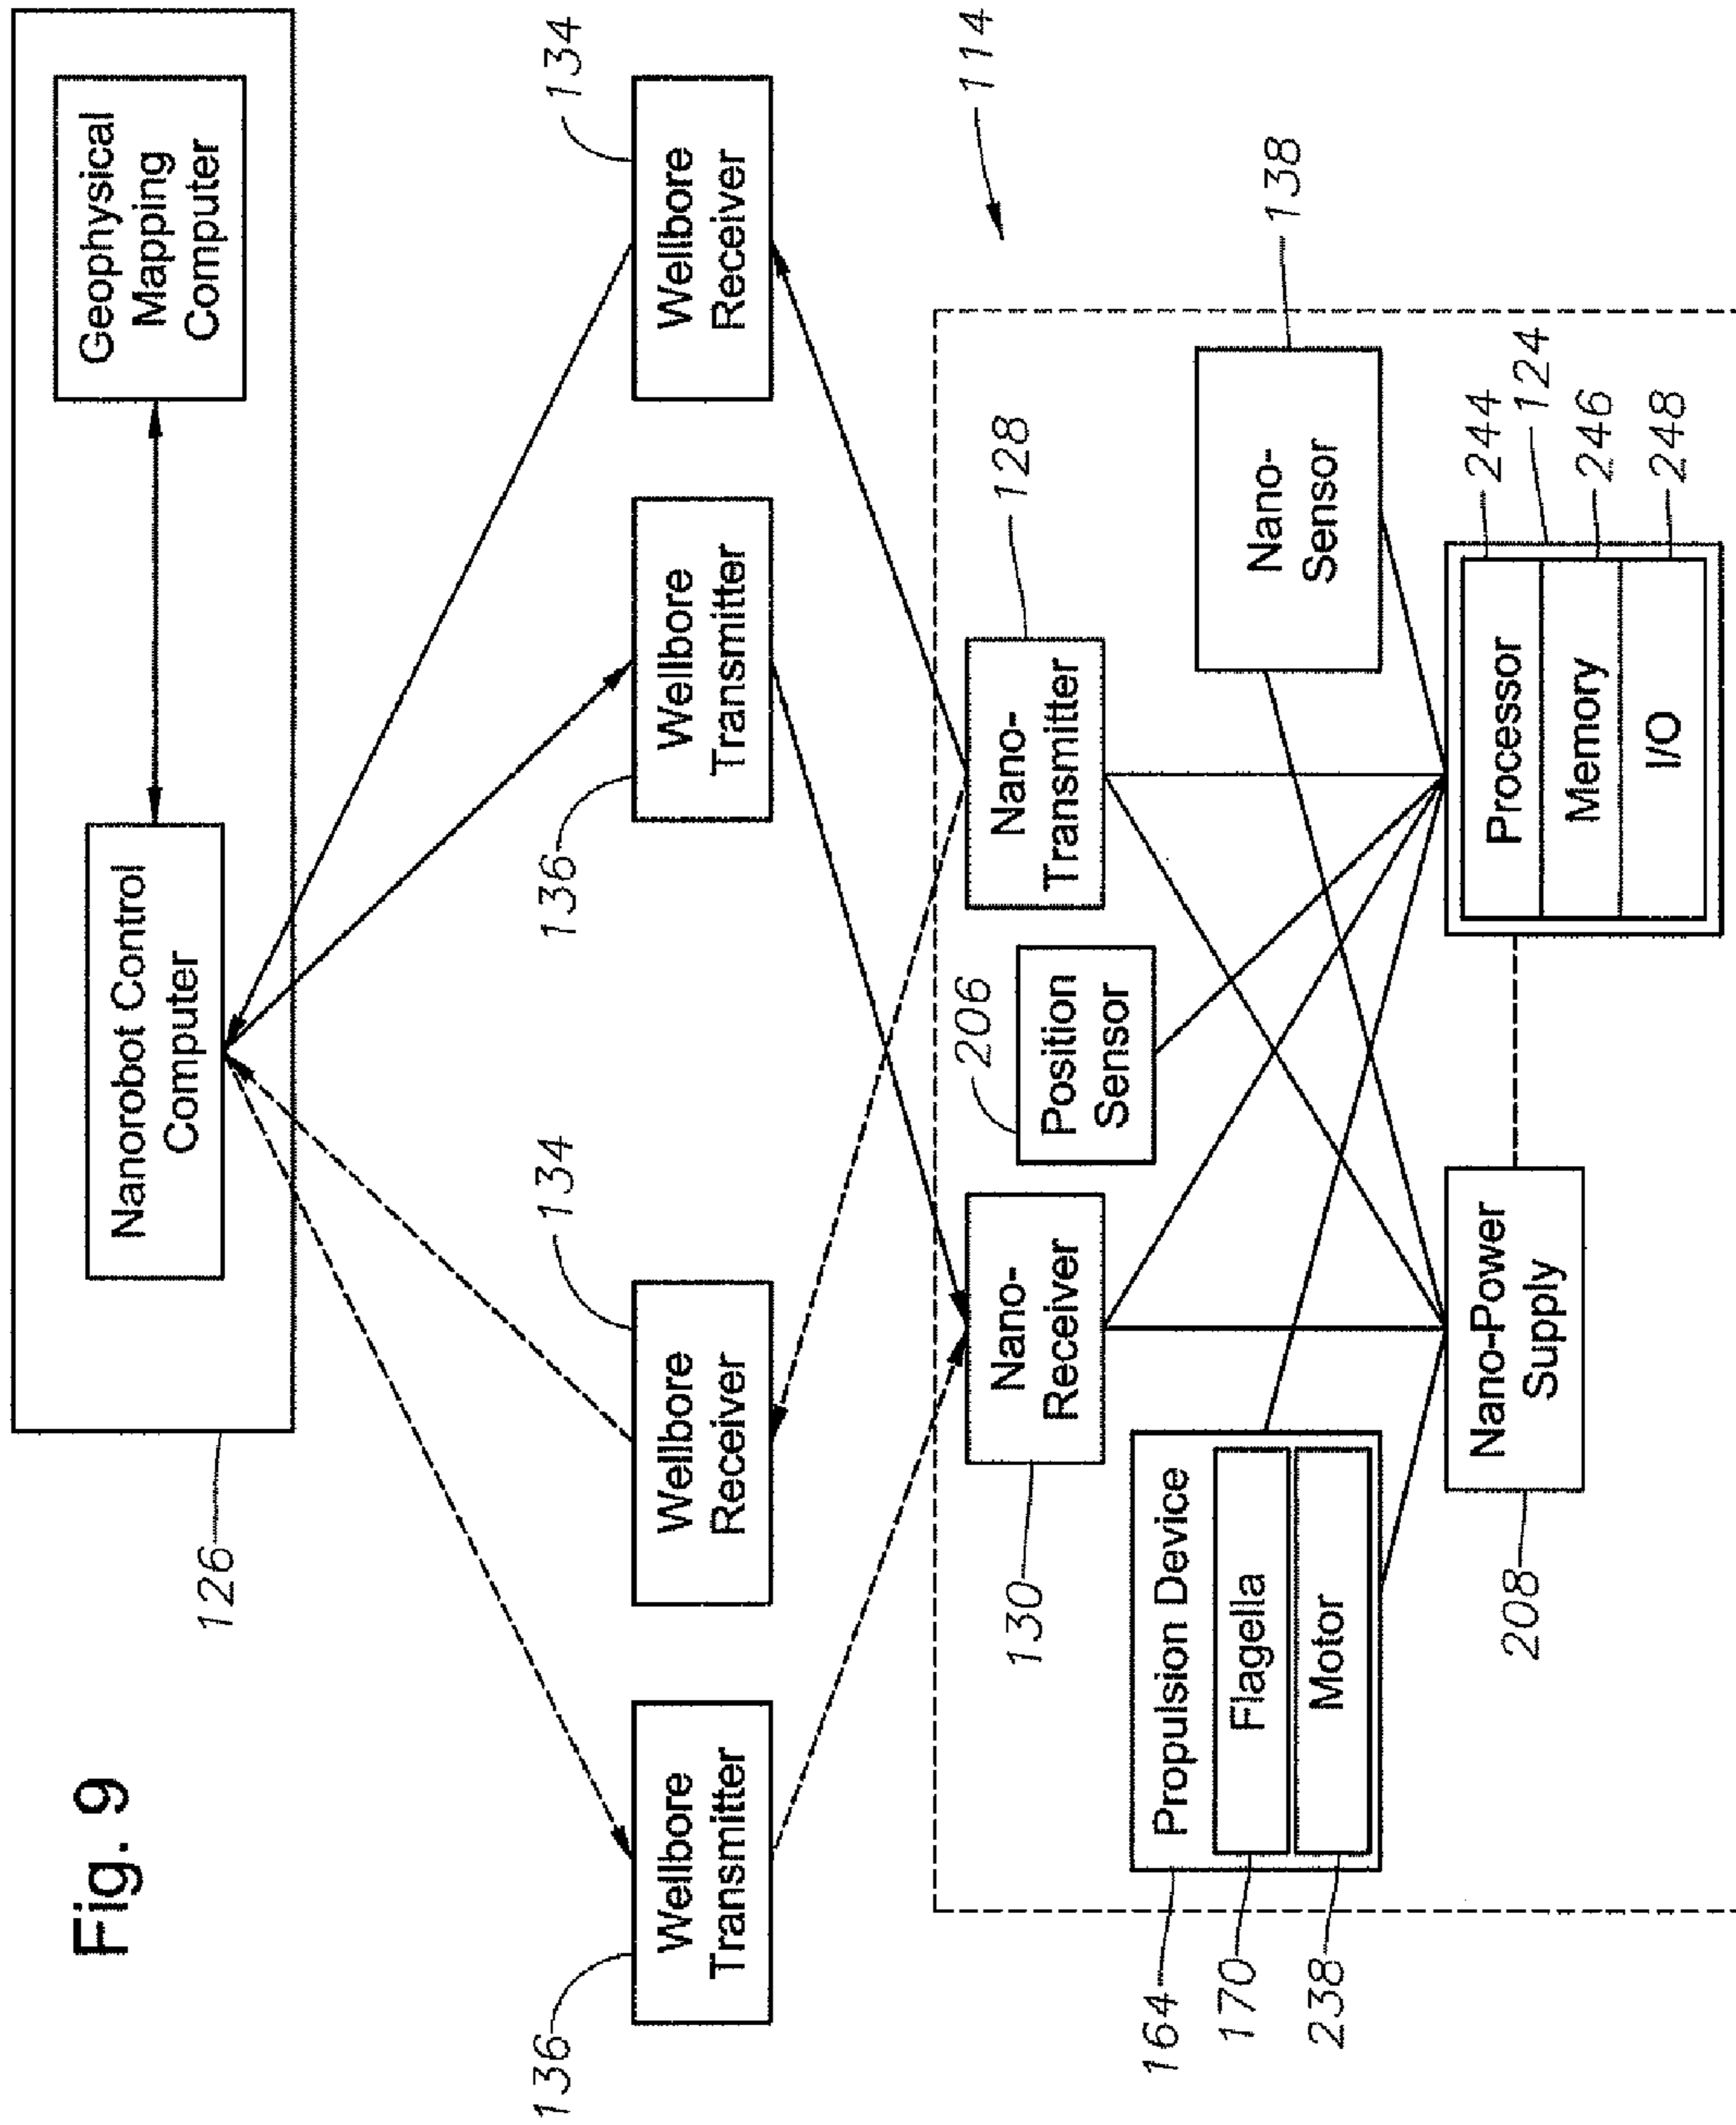 Fig. 9
126
Nanorobot Control
Computer
Geophysical
Mapping
Computer
136
Wellbore
Transmitter
134
Wellbore
Receiver
136
Wellbore
Transmitter
134
Wellbore
Receiver
114
130
Nano-
Receiver
206
Position
Sensor
128
Nano-
Transmitter
164
Propulsion Device
170
Flagella
238
Motor
138
Nano-
Sensor
208
Nano-Power
Supply
Processor
244
124
Memory
246
I/O
248